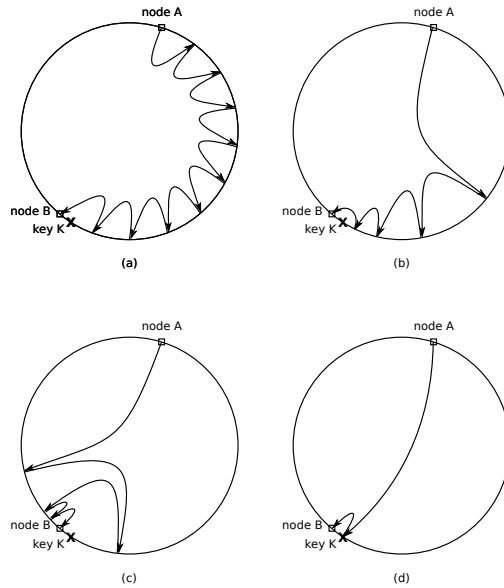 node A
node B
key K
X
(a)
node A
node B
key K
X
(b)
node A
node B
key K
X
(c)
node A
node B
key K
X
(d)